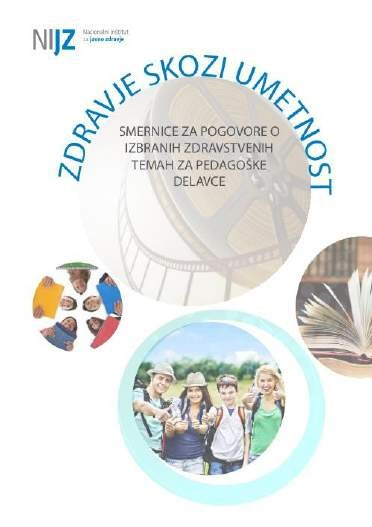 NIJZ
Nacionalni inštitut
za javno zdravje
ZDRAVJE SKOZI UMETNOST
SMERNICE ZA POGOVORE O
IZBRANIH ZDRAVSTVENIH
TEMAH ZA PEDAGOŠKE
DELAVCE